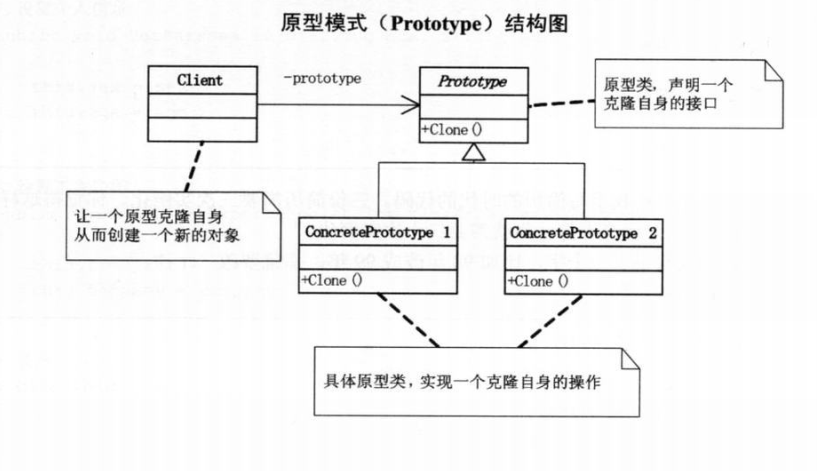 原型模式（Prototype）结构图
Client
-prototype
Prototype
+Clone()
原型类，声明一个
克隆自身的接口
让一个原型克隆自身
从而创建一个新的对象
ConcretePrototype 1
+Clone()
ConcretePrototype 2
+Clone()
具体原型类，实现一个克隆自身的操作